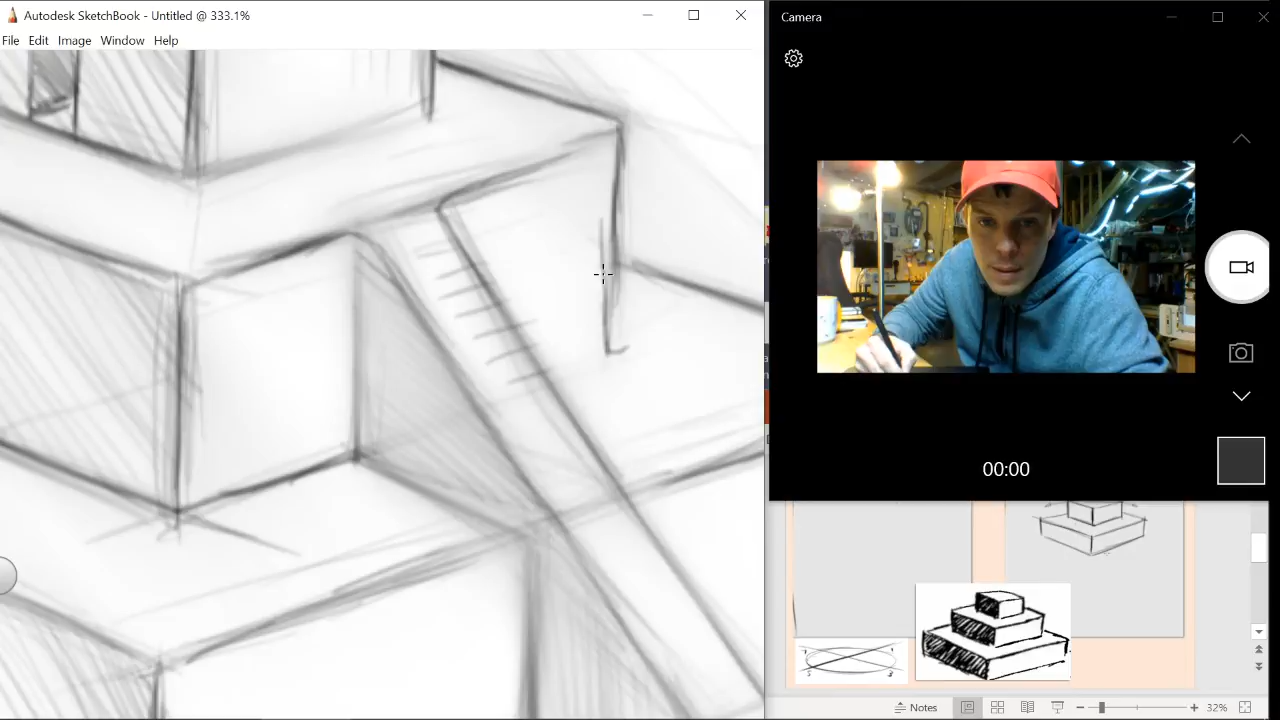 Autodesk SketchBook - Untitled @ 333.1%
File Edit Image Window Help
Camera
00:00
Notes
32%